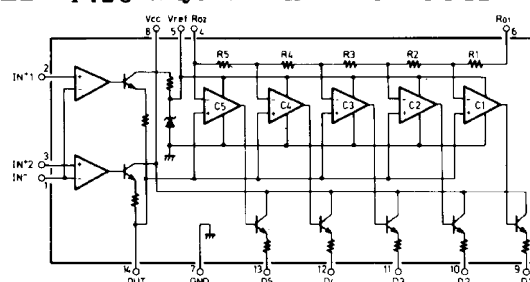 Vcc Vref Ro2 Ro1
8 5 4 6
R5 R4 R3 R2 R1
2
IN+1
C5 C4 C3 C2 C1
3
IN+2
IN-
1
14 7 13 12 11 10 9
OUT GND D5 D4 D3 D2